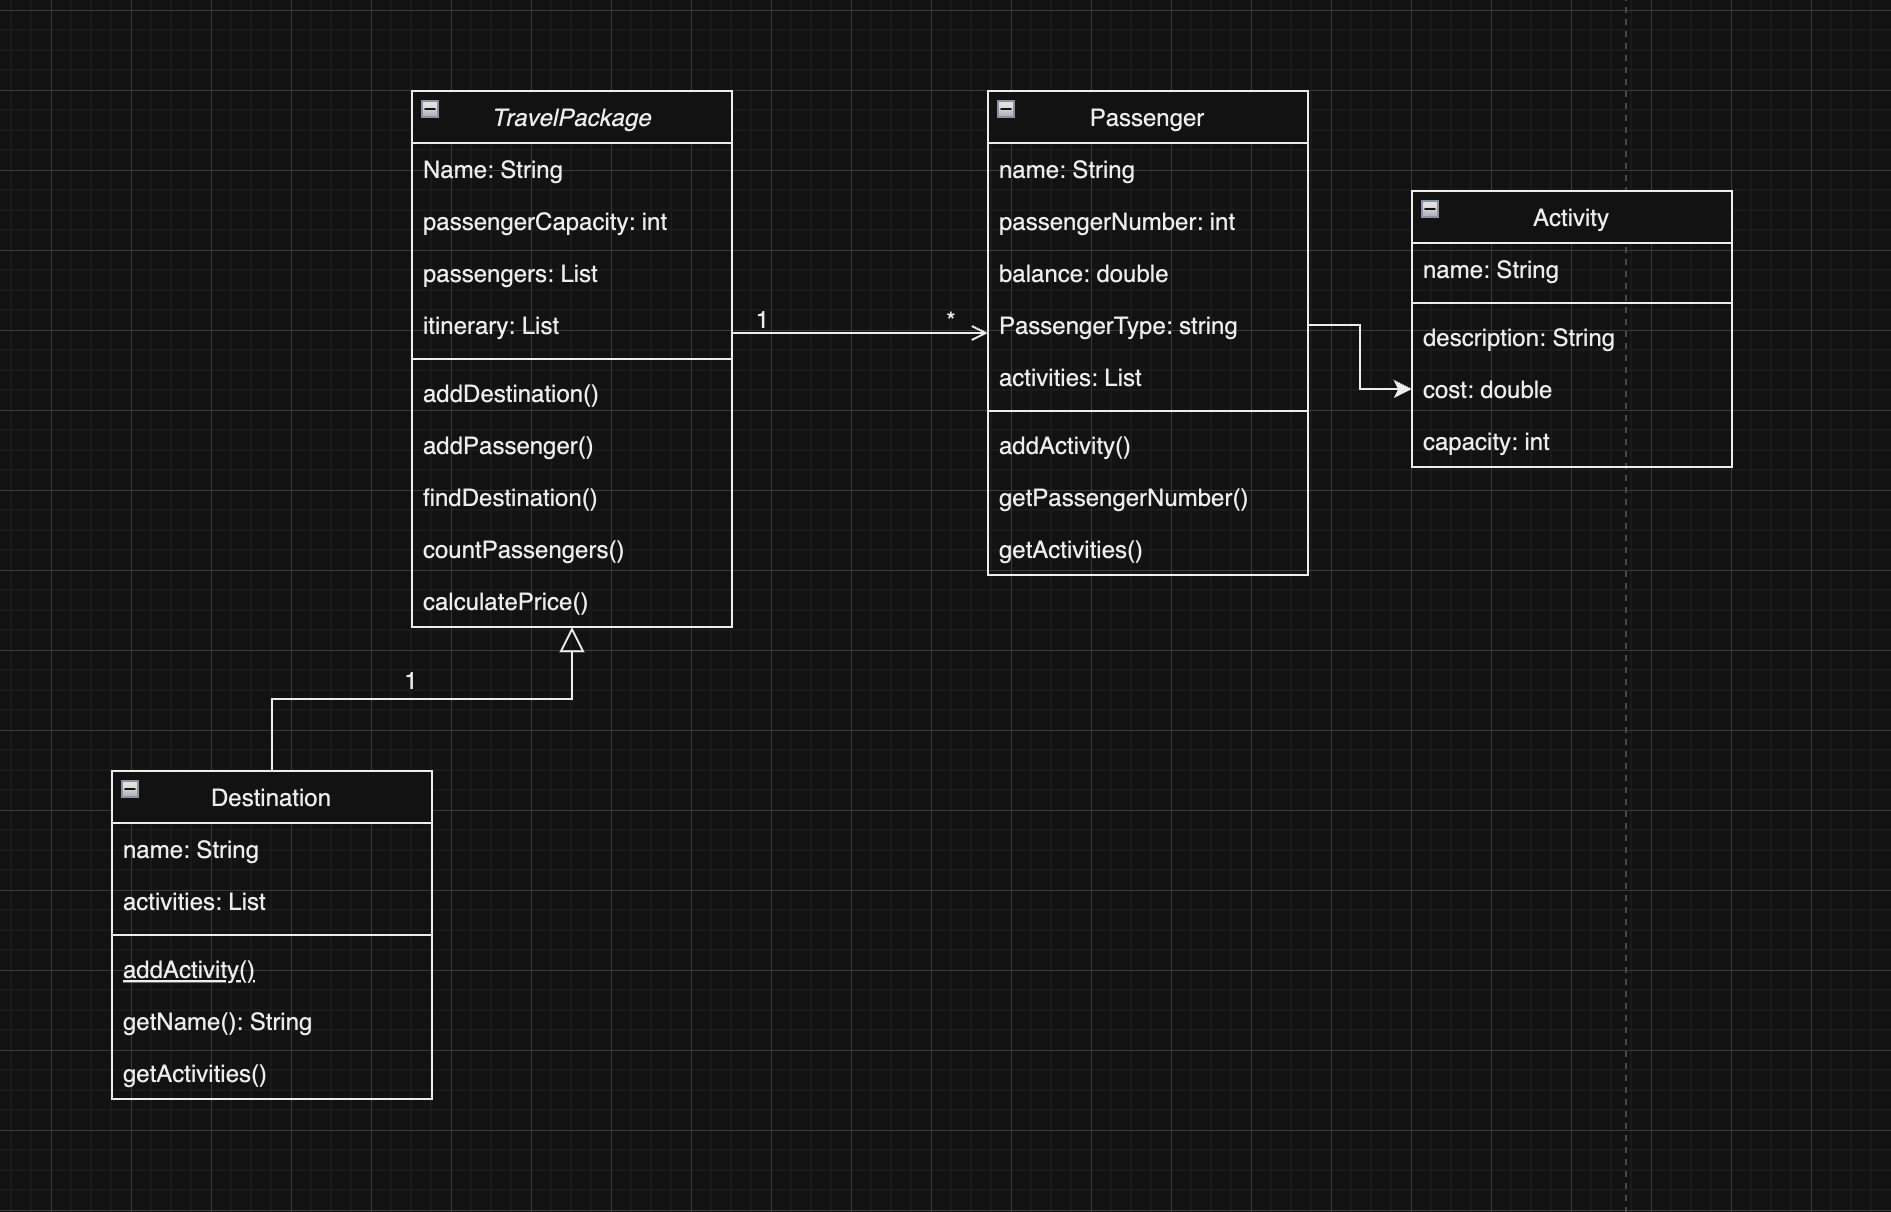 TravelPackage
Name: String
passengerCapacity: int
passengers: List
itinerary: List
addDestination()
addPassenger()
findDestination()
countPassengers()
calculatePrice()
1
*
Passenger
name: String
passengerNumber: int
balance: double
PassengerType: string
activities: List
addActivity()
getPassengerNumber()
getActivities()
Activity
name: String
description: String
cost: double
capacity: int
1
Destination
name: String
activities: List
addActivity()
getName(): String
getActivities()